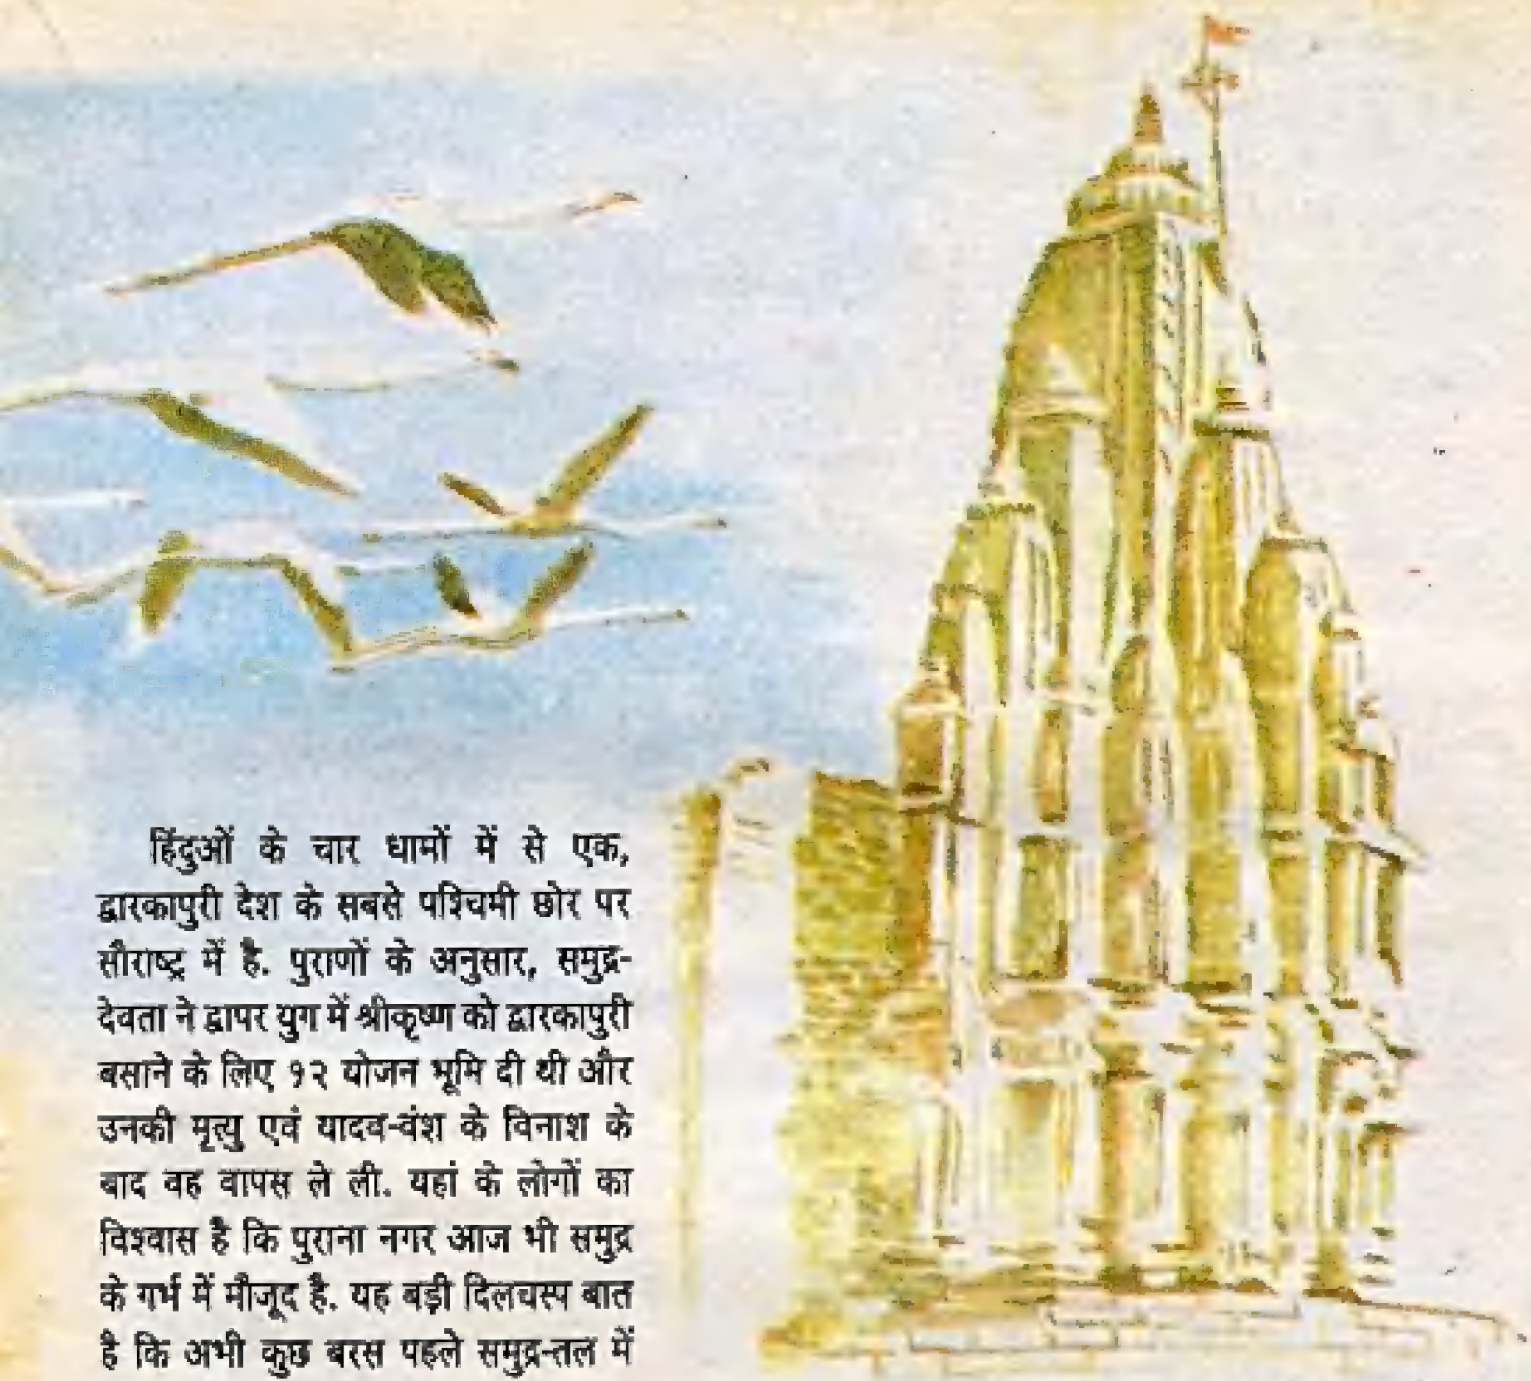 हिंदुओं के चार धामों में से एक,
द्वारकापुरी देश के सबसे पश्चिमी छोर पर
सौराष्ट्र में है. पुराणों के अनुसार, समुद्र-
देवता ने द्वापर युग में श्रीकृष्ण को द्वारकापुरी
बसाने के लिए १२ योजन भूमि दी थी और
उनकी मृत्यु एवं यादव-वंश के विनाश के
बाद वह वापस ले ली. यहां के लोगों का
विश्वास है कि पुराना नगर आज भी समुद्र
के गर्भ में मौजूद है. यह बड़ी दिलचस्प बात
है कि अभी कुछ बरस पहले समुद्र-तल में